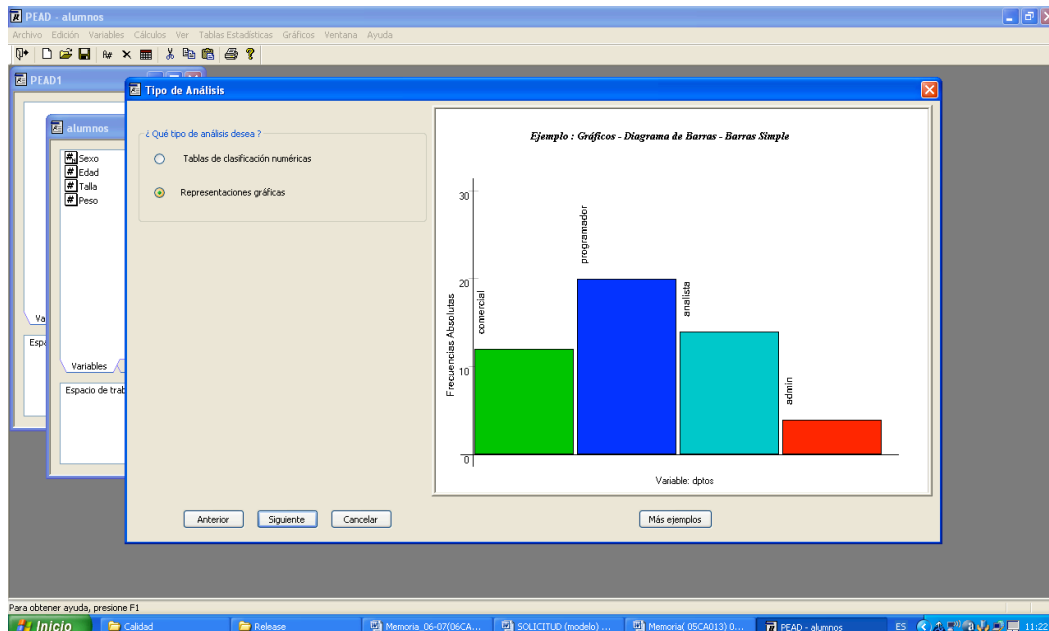 PEAD - alumnos
Archivo Edición Variables Cálculos Ver Tablas Estadísticas Gráficos Ventana Ayuda
PEAD1
Tipo de Análisis
alumnos
Sexo
Edad
Talla
Peso
Variables
Espacio de trab
¿ Qué tipo de análisis desea ?
Tablas de clasificación numéricas
Representaciones gráficas
Ejemplo : Gráficos - Diagrama de Barras - Barras Simple
30
20
10
0
Frecuencias Absolutas
comercial
programador
analista
admin
Variable: dptos
Anterior
Siguiente
Cancelar
Más ejemplos
Para obtener ayuda, presione F1
Inicio
Calidad
Release
Memoria_06-07(06CA...
SOLICITUD (modelo) ...
Memoria( 05CA013) 0...
PEAD - alumnos
ES
11:22